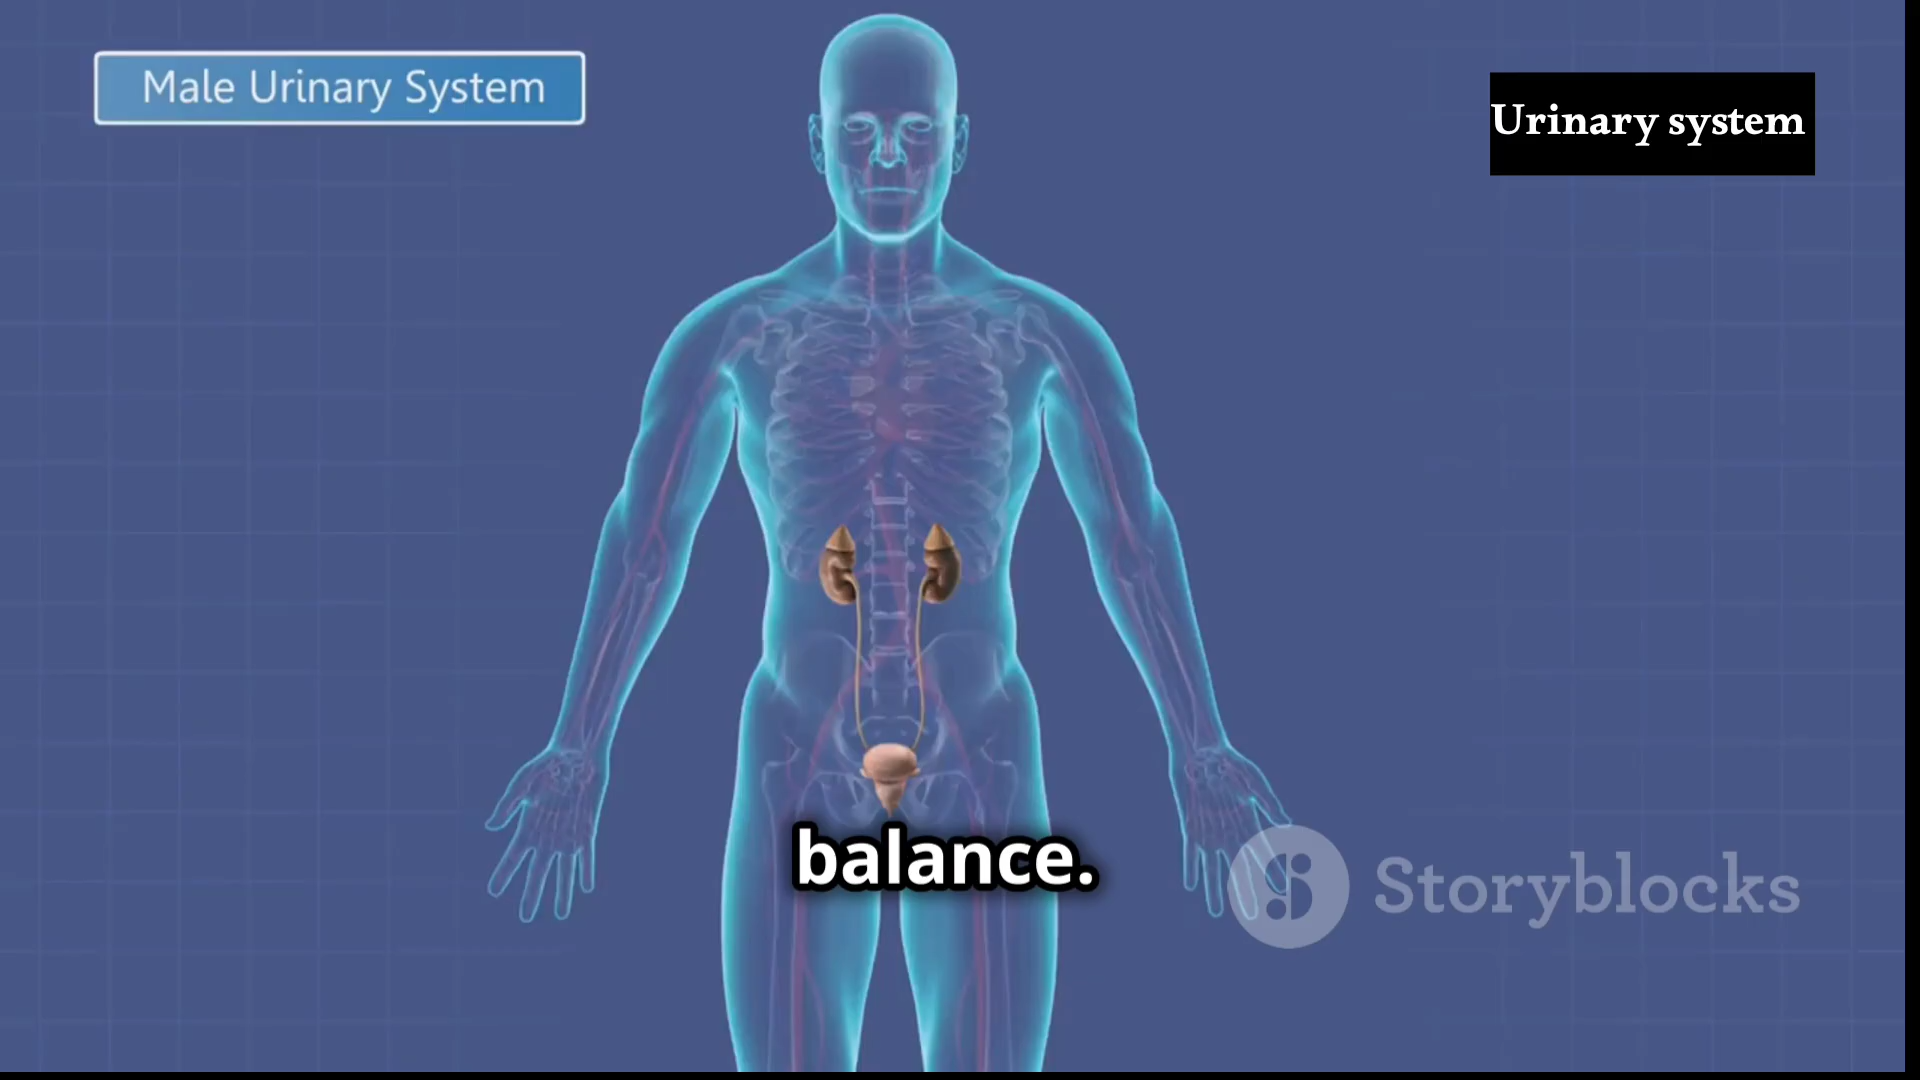 Male Urinary System
Urinary system
balance.
Storyblocks